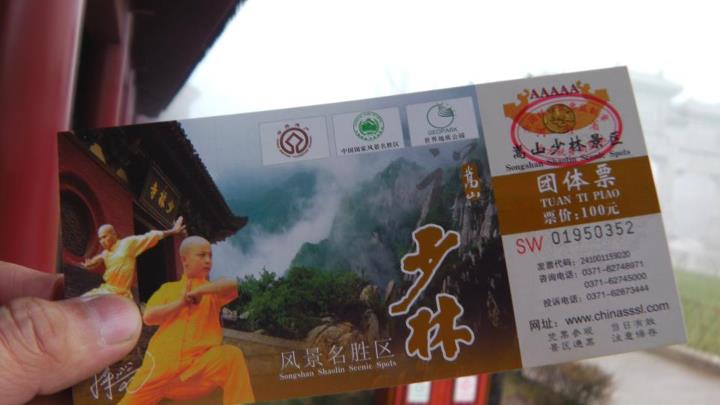 少林寺
中国国家风景名胜区
GEOPARK
世界地质公园
嵩山
少林
风景名胜区
Songshan Shaolin Scenic Spots
AAAAA
嵩山少林景区
Songshan Shaolin Scenic Spots
团体票
TUAN TI PIAO
票价:100元
SW 01950352
发票代码:241001159020
咨询电话:0371-62748971
0371-62745000
投诉电话:0371-62873444
网址:www.chinasssl.com
凭票参观 当日有效
景区通票 注意保存